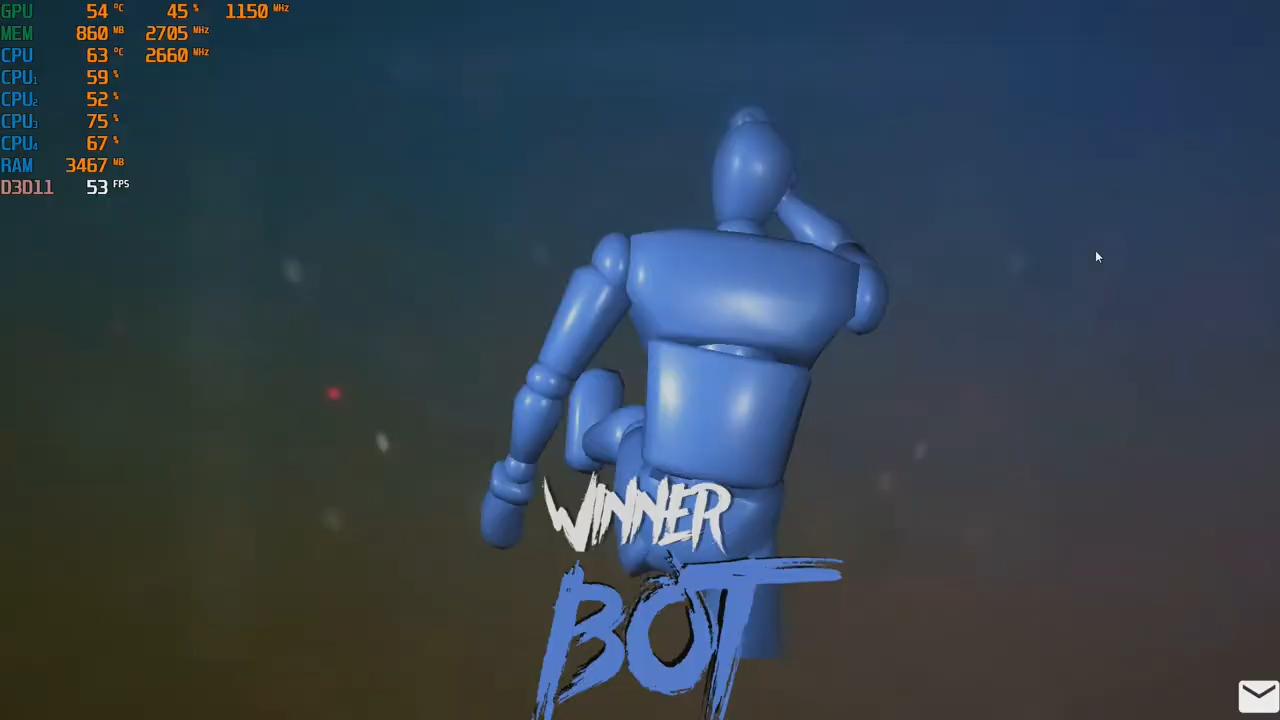 GPU 54 °C 45 % 1150 MHz
MEM 860 MB 2705 MHz
CPU 63 °C 2660 MHz
CPU1 59 %
CPU2 52 %
CPU3 75 %
CPU4 67 %
RAM 3467 MB
D3D11 53 FPS
WINNER
BOT